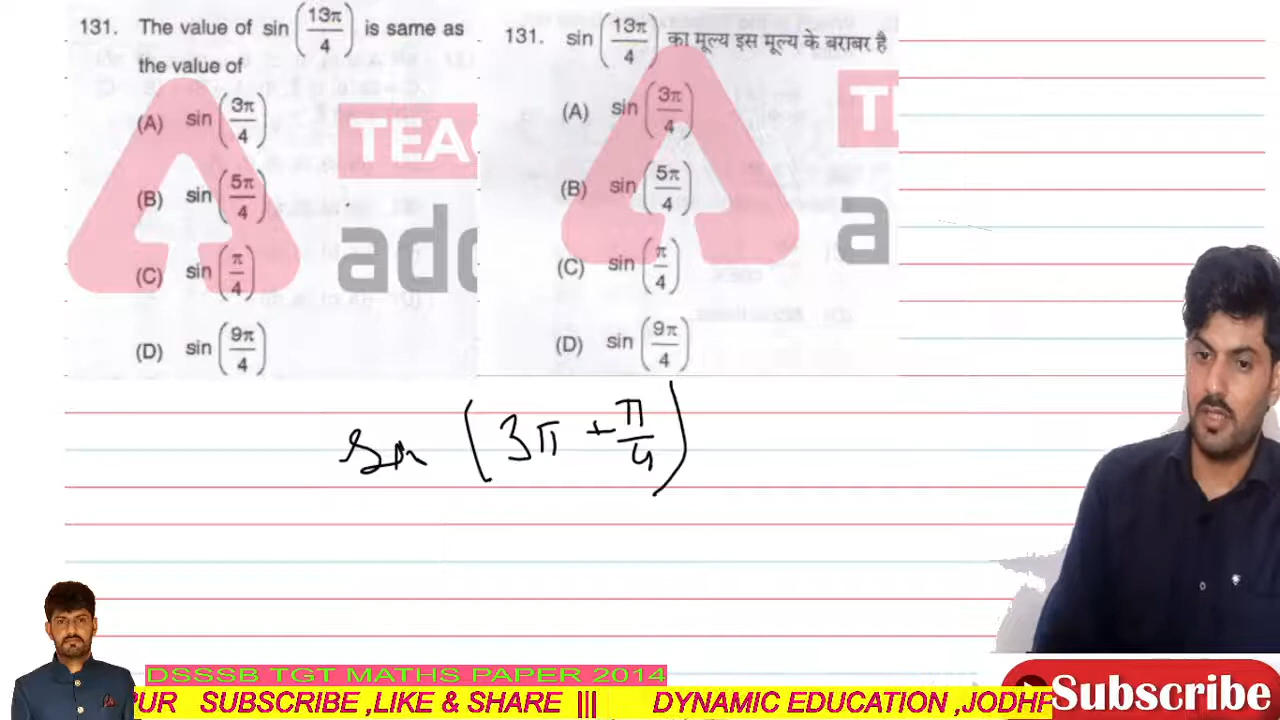 131. The value of sin (13π/4) is same as
the value of
(A) sin (3π/4)
(B) sin (5π/4)
(C) sin (π/4)
(D) sin (9π/4)
131. sin (13π/4) का मूल्य इस मूल्य के बराबर है
(A) sin (3π/4)
(B) sin (5π/4)
(C) sin (π/4)
(D) sin (9π/4)
TEA
add
a
sin (3π + π/4)
DSSSB TGT MATHS PAPER 2014
PUR SUBSCRIBE ,LIKE & SHARE ||| DYNAMIC EDUCATION ,JODH
Subscribe